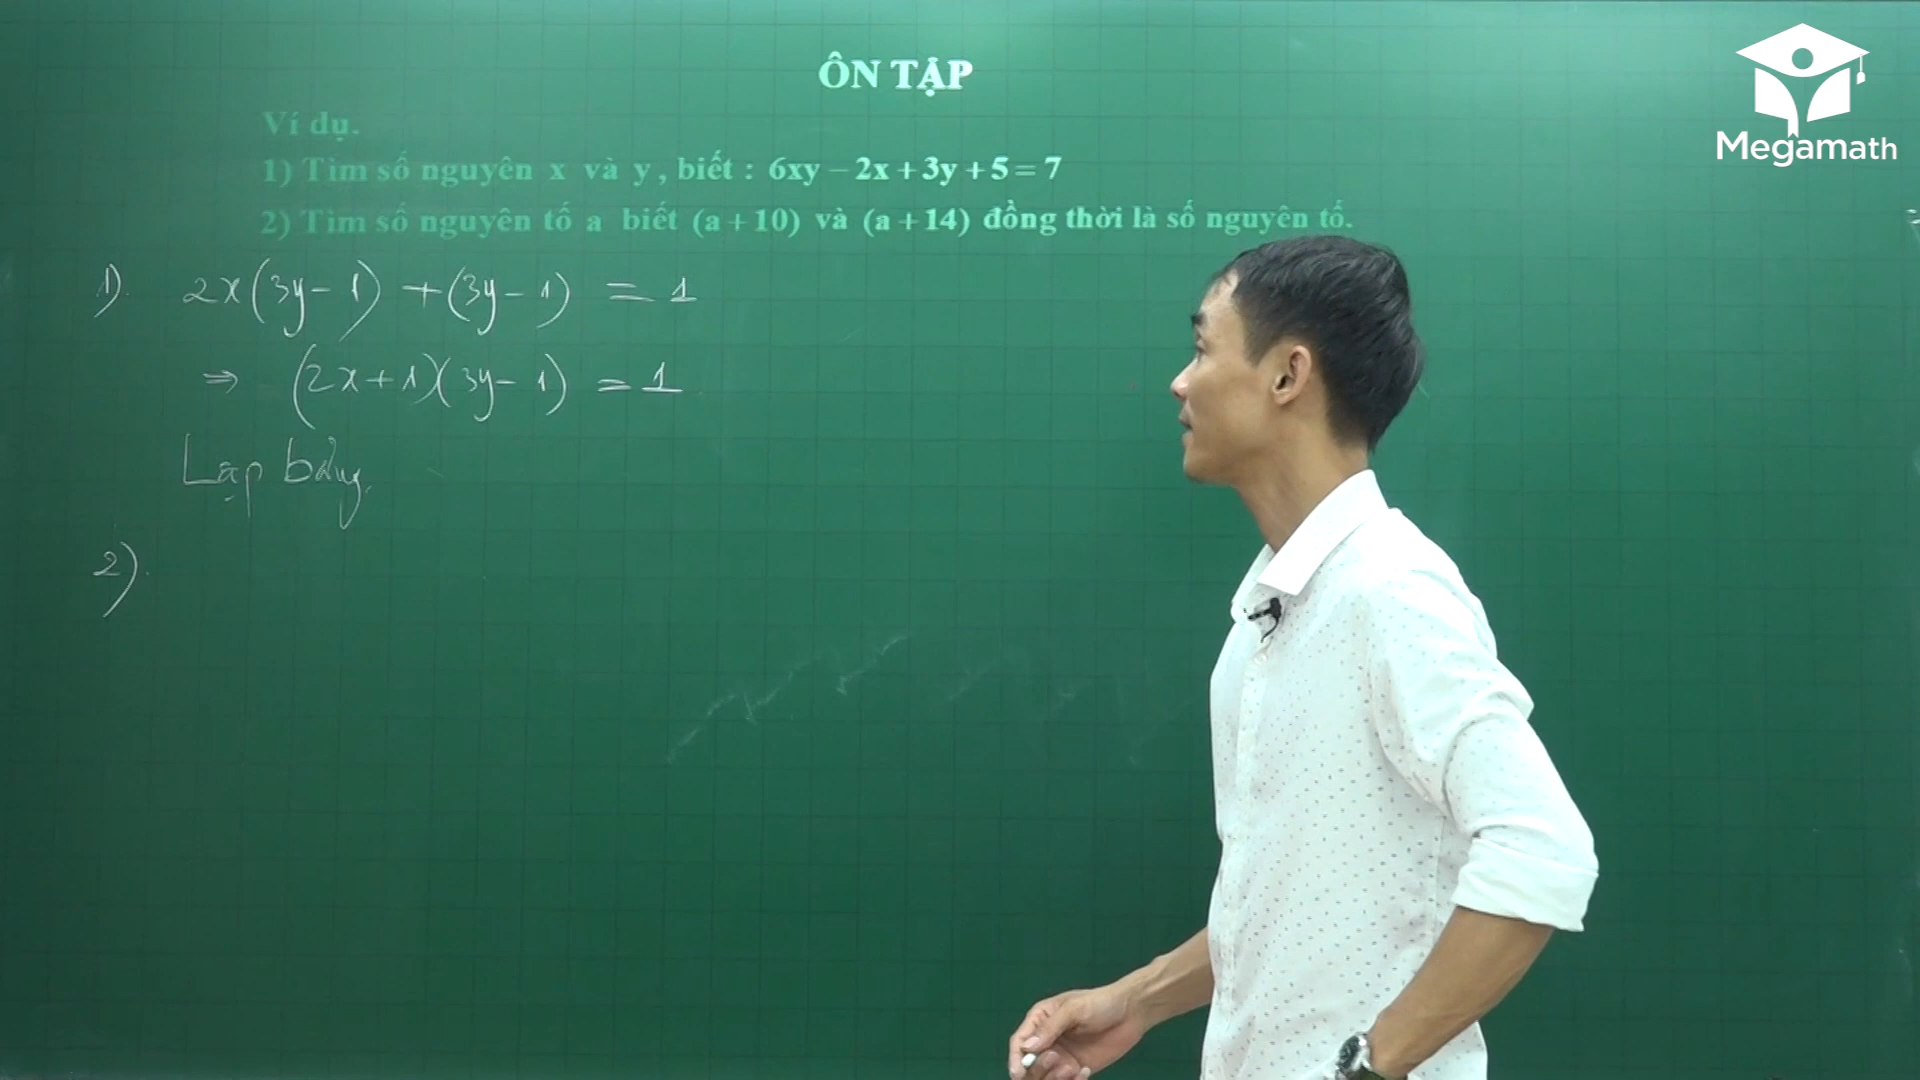 ÔN TẬP
Megamath
Ví dụ.
1) Tìm số nguyên x và y, biết : 6xy – 2x + 3y + 5 = 7
2) Tìm số nguyên tố a biết (a + 10) và (a + 14) đồng thời là số nguyên tố.
1). 2x(3y - 1) + (3y - 1) = 1
⇒ (2x + 1)(3y - 1) = 1
Lập bảng.
2).